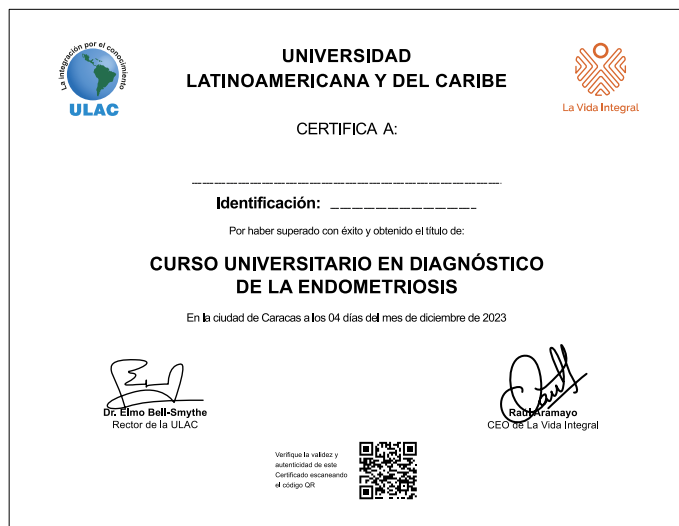 La integración por el conocimiento
ULAC
UNIVERSIDAD
LATINOAMERICANA Y DEL CARIBE
La Vida Integral
CERTIFICA A:
Identificación:
Por haber superado con éxito y obtenido el título de:
CURSO UNIVERSITARIO EN DIAGNÓSTICO
DE LA ENDOMETRIOSIS
En la ciudad de Caracas a los 04 días del mes de diciembre de 2023
Dr. Elmo Bell-Smythe
Rector de la ULAC
Raúl Aramayo
CEO de La Vida Integral
Verifique la validez y
autenticidad de este
Certificado escaneando
el código QR